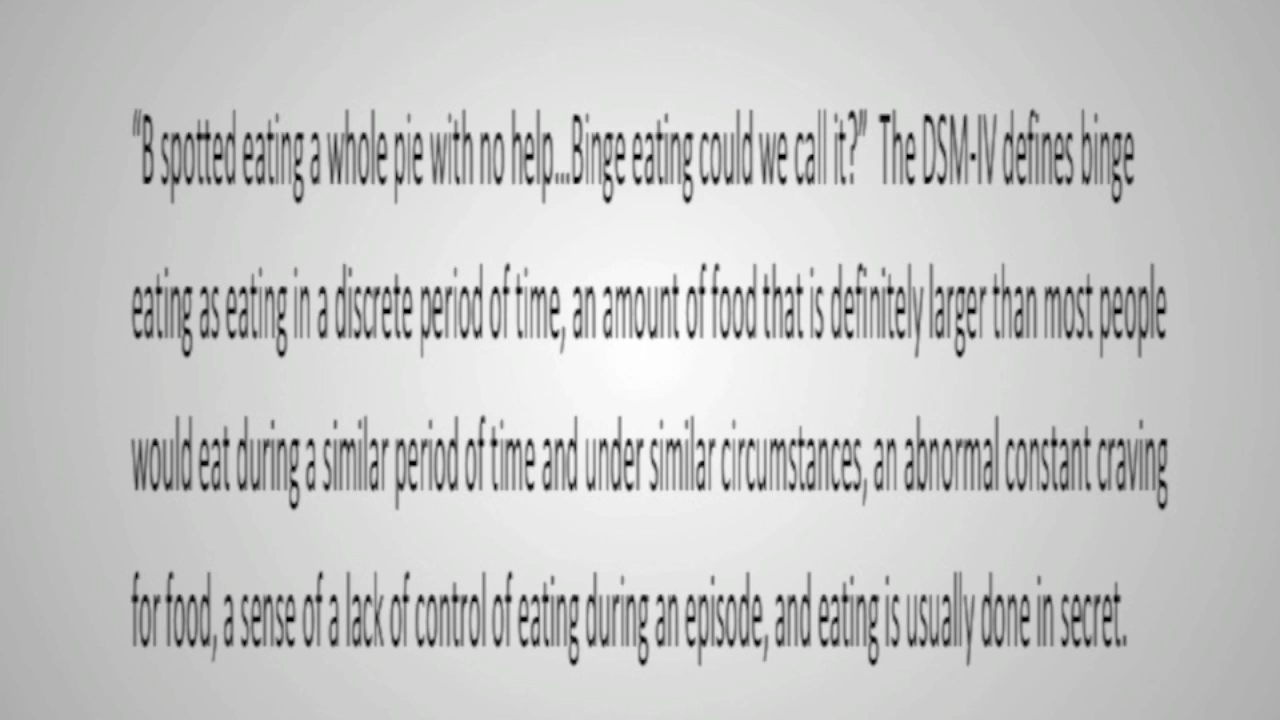 “B spotted eating a whole pie with no help...Binge eating could we call it?” The DSM-IV defines binge
eating as eating in a discrete period of time, an amount of food that is definitely larger than most people
would eat during a similar period of time and under similar circumstances, an abnormal constant craving
for food, a sense of a lack of control of eating during an episode, and eating is usually done in secret.